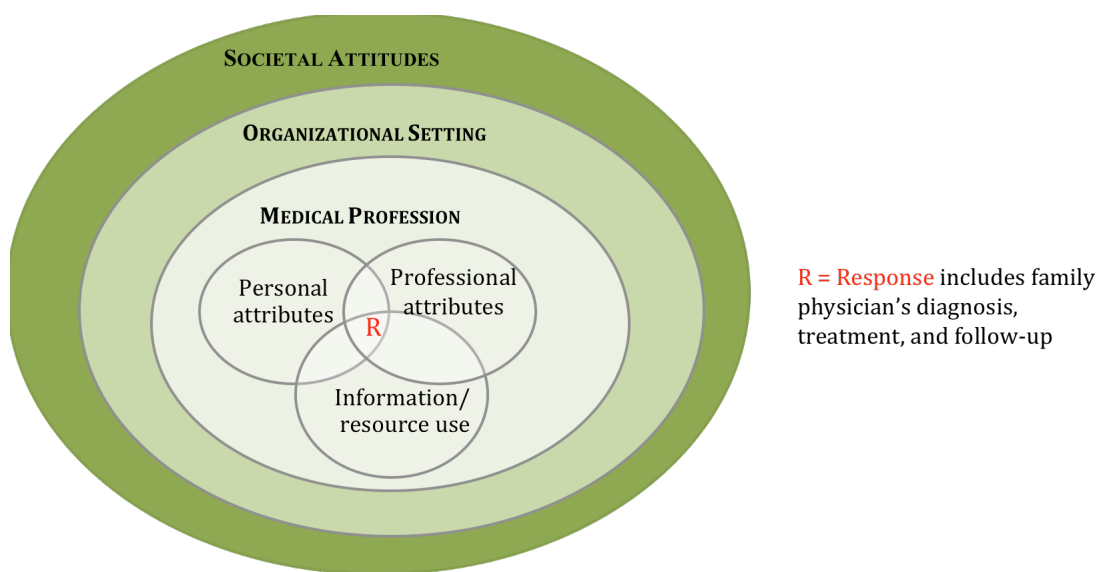 SOCIETAL ATTITUDES
ORGANIZATIONAL SETTING
MEDICAL PROFESSION
Personal
attributes
Professional
attributes
R
Information/
resource use
R = Response includes family
physician’s diagnosis,
treatment, and follow-up